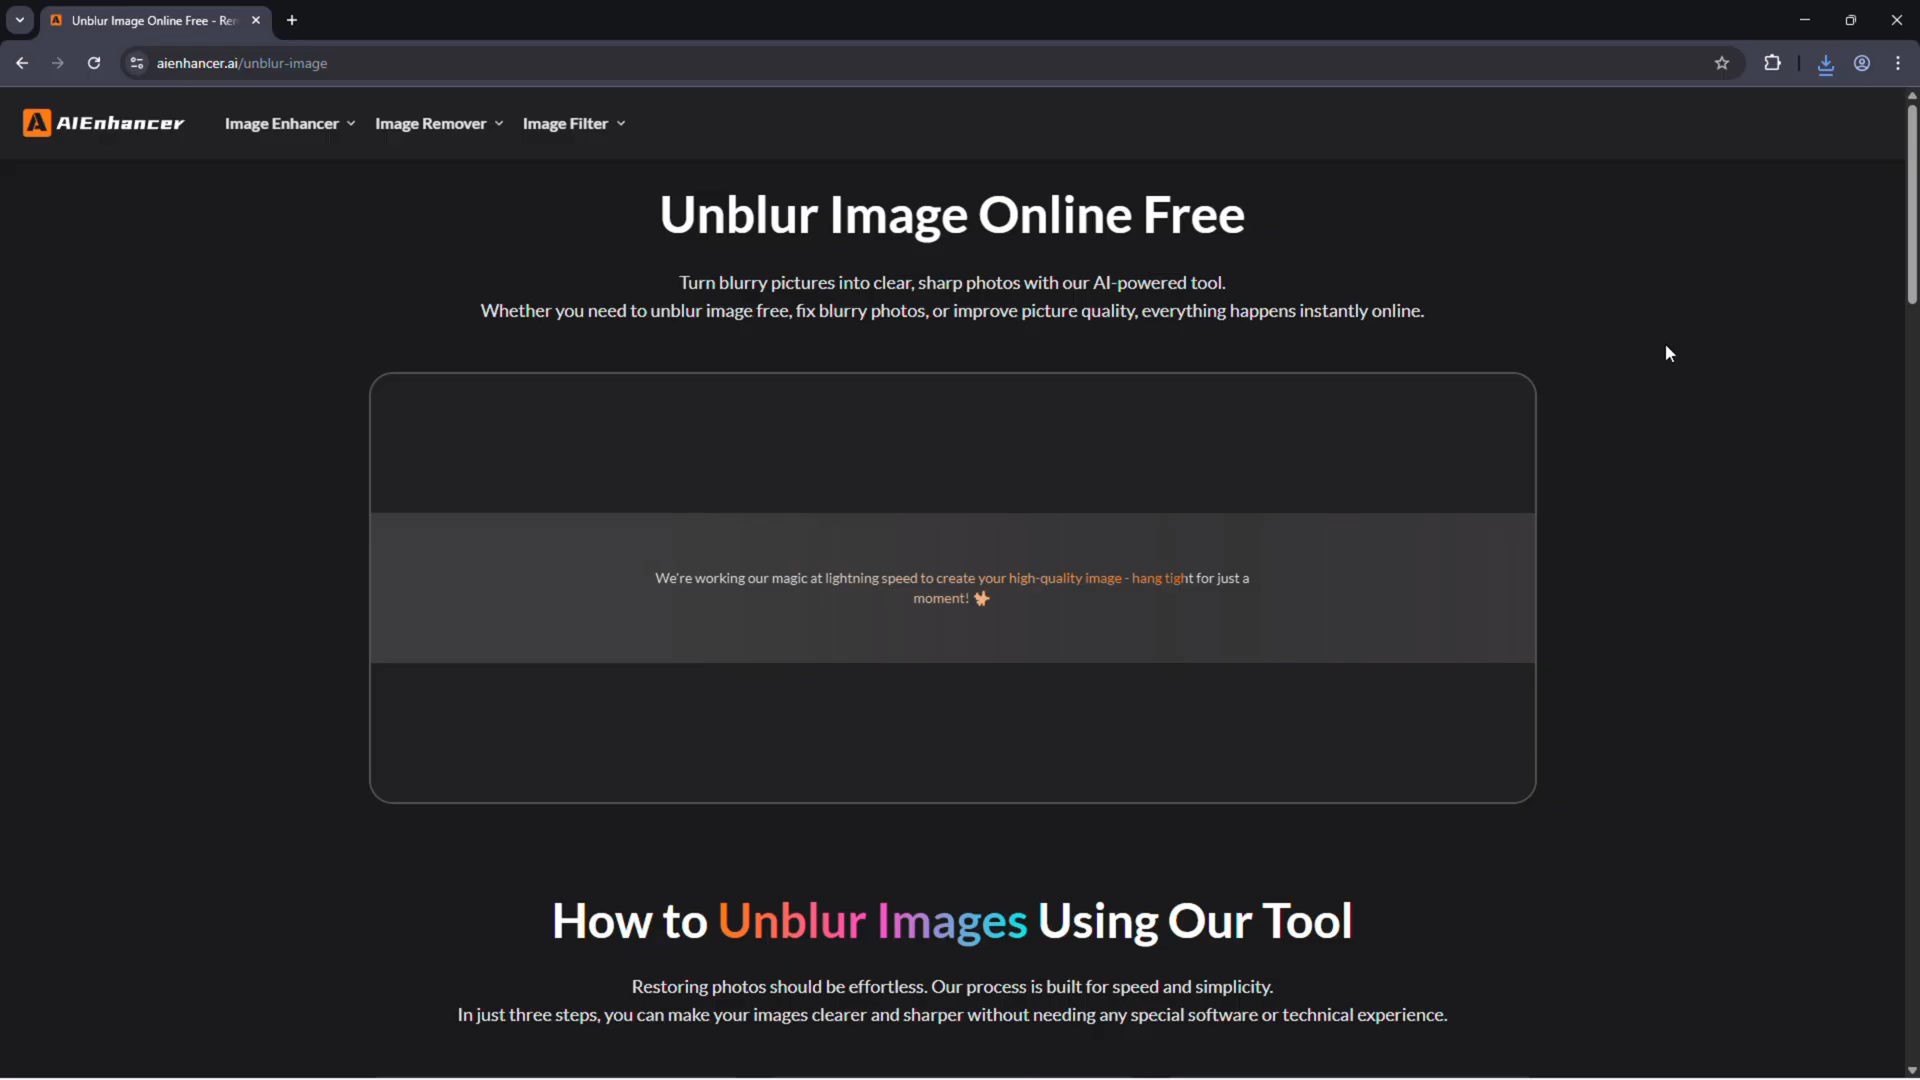 Unblur Image Online Free - Rem
aienhancer.ai/unblur-image
AIEnhancer
Image Enhancer
Image Remover
Image Filter
Unblur Image Online Free
Turn blurry pictures into clear, sharp photos with our AI-powered tool.
Whether you need to unblur image free, fix blurry photos, or improve picture quality, everything happens instantly online.
We're working our magic at lightning speed to create your high-quality image - hang tight for just a
moment!
How to Unblur Images Using Our Tool
Restoring photos should be effortless. Our process is built for speed and simplicity.
In just three steps, you can make your images clearer and sharper without needing any special software or technical experience.